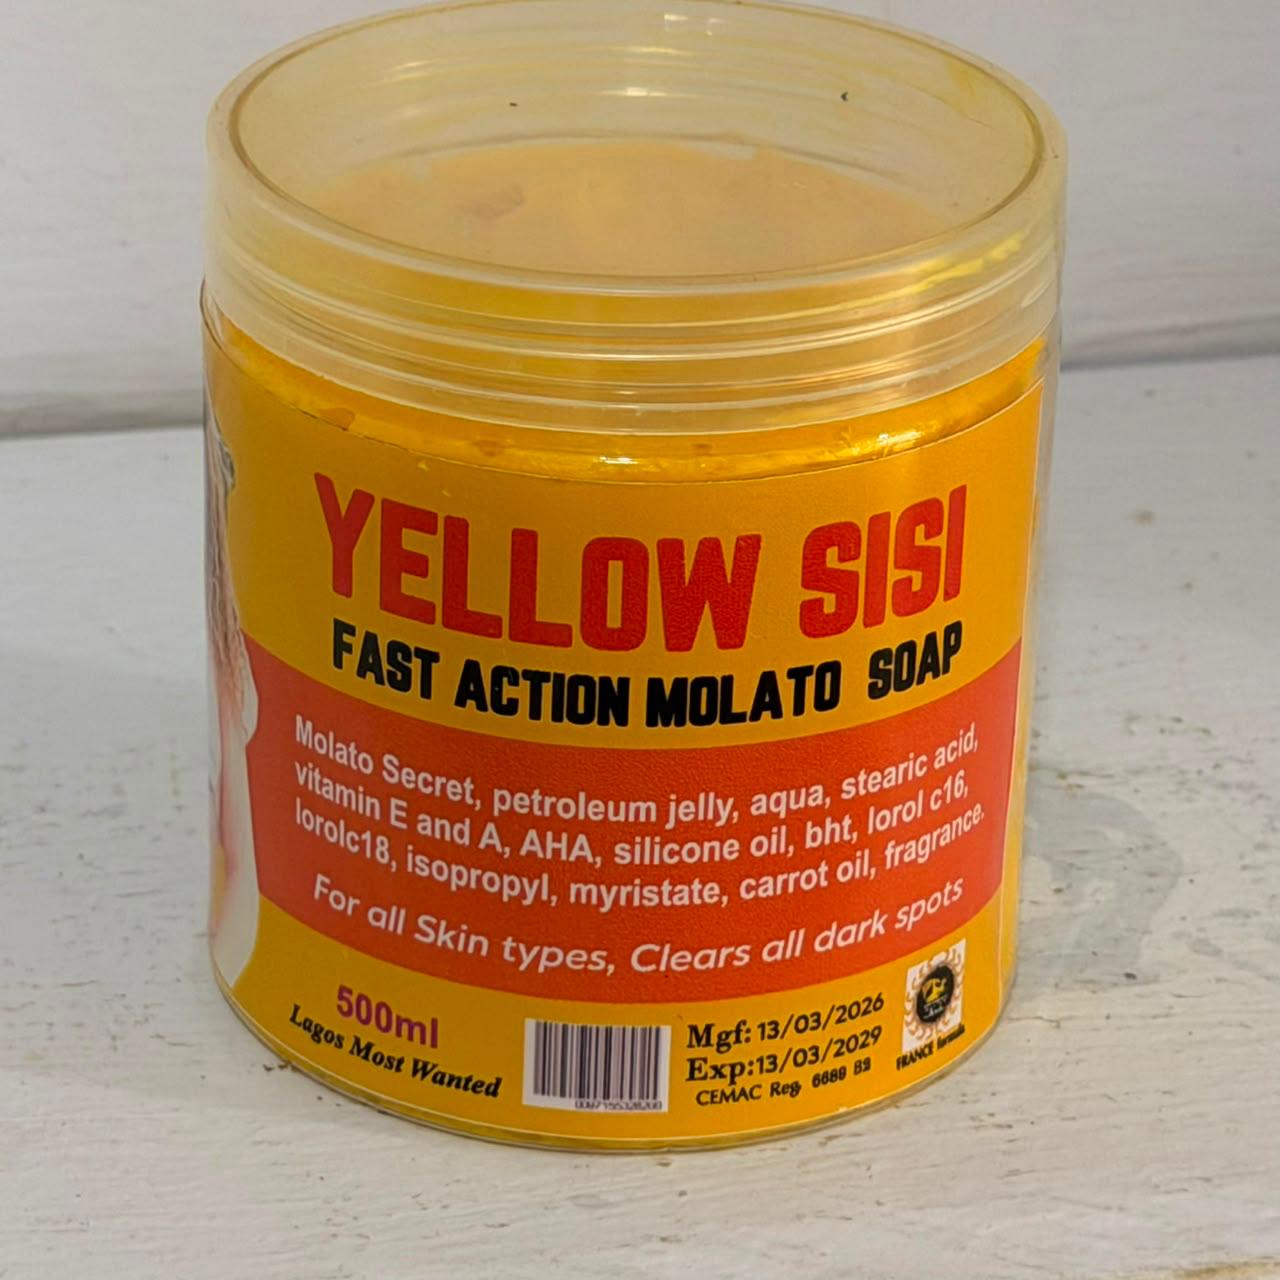 YELLOW SISI
FAST ACTION MOLATO SOAP
Molato Secret, petroleum jelly, aqua, stearic acid,
vitamin E and A, AHA, silicone oil, bht, lorol c16,
lorolc18, isopropyl, myristate, carrot oil, fragrance.
For all Skin types, Clears all dark spots
500ml
Lagos Most Wanted
Mgf: 13/03/2026
Exp:13/03/2029
CEMAC Reg 6689
FRANCE formula